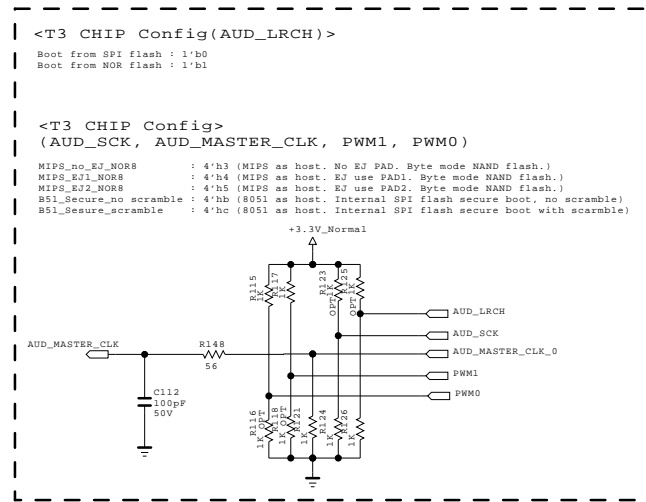 <T3 CHIP Config(AUD_LRCH)>
Boot from SPI flash : 1'b0
Boot from NOR flash : 1'b1
<T3 CHIP Config>
(AUD_SCK, AUD_MASTER_CLK, PWM1, PWM0)
MIPS_no_EJ_NOR8 : 4'h3 (MIPS as host. No EJ PAD. Byte mode NAND flash.)
MIPS_EJ1_NOR8 : 4'h4 (MIPS as host. EJ use PAD1. Byte mode NAND flash.)
MIPS_EJ2_NOR8 : 4'h5 (MIPS as host. EJ use PAD2. Byte mode NAND flash.)
B51_Secure_no scramble : 4'hb (8051 as host. Internal SPI flash secure boot, no scramble)
B51_Sesure_scramble : 4'hc (8051 as host. Internal SPI flash secure boot with scarmble)
+3.3V_Normal
R115
1K
R117
1K
R123
OPT 1K
R125
OPT 1K
AUD_LRCH
AUD_SCK
AUD_MASTER_CLK
R148
56
AUD_MASTER_CLK_0
PWM1
PWM0
C112
100pF
50V
R116
1K OPT
R118
1K OPT
R121
1K
R124
1K
R126
1K